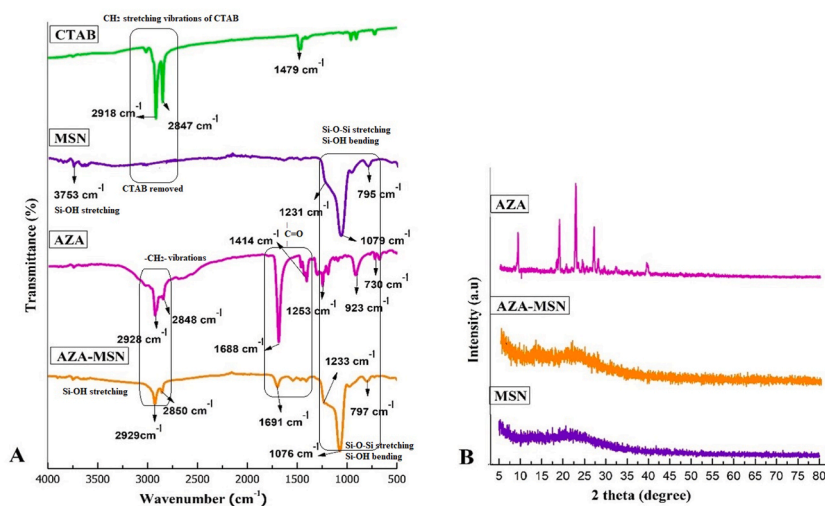 CH₂ stretching vibrations of CTAB
CTAB
1479 cm⁻¹
2918 cm⁻¹
2847 cm⁻¹
MSN
Si-O-Si stretching
Si-OH bending
3753 cm⁻¹
CTAB removed
795 cm⁻¹
Si-OH stretching
1231 cm⁻¹
1079 cm⁻¹
AZA
C=O
1414 cm⁻¹
-CH₂- vibrations
2848 cm⁻¹
2928 cm⁻¹
1688 cm⁻¹
1253 cm⁻¹
923 cm⁻¹
730 cm⁻¹
AZA-MSN
1233 cm⁻¹
Si-OH stretching
2850 cm⁻¹
2929cm⁻¹
1691 cm⁻¹
797 cm⁻¹
1076 cm⁻¹
Si-O-Si stretching
Si-OH bending
Transmittance (%)
A
4000 3500 3000 2500 2000 1500 1000 500
Wavenumber (cm⁻¹)
AZA
AZA-MSN
MSN
Intensity (a.u)
B
5 10 15 20 25 30 35 40 45 50 55 60 65 70 75 80
2 theta (degree)